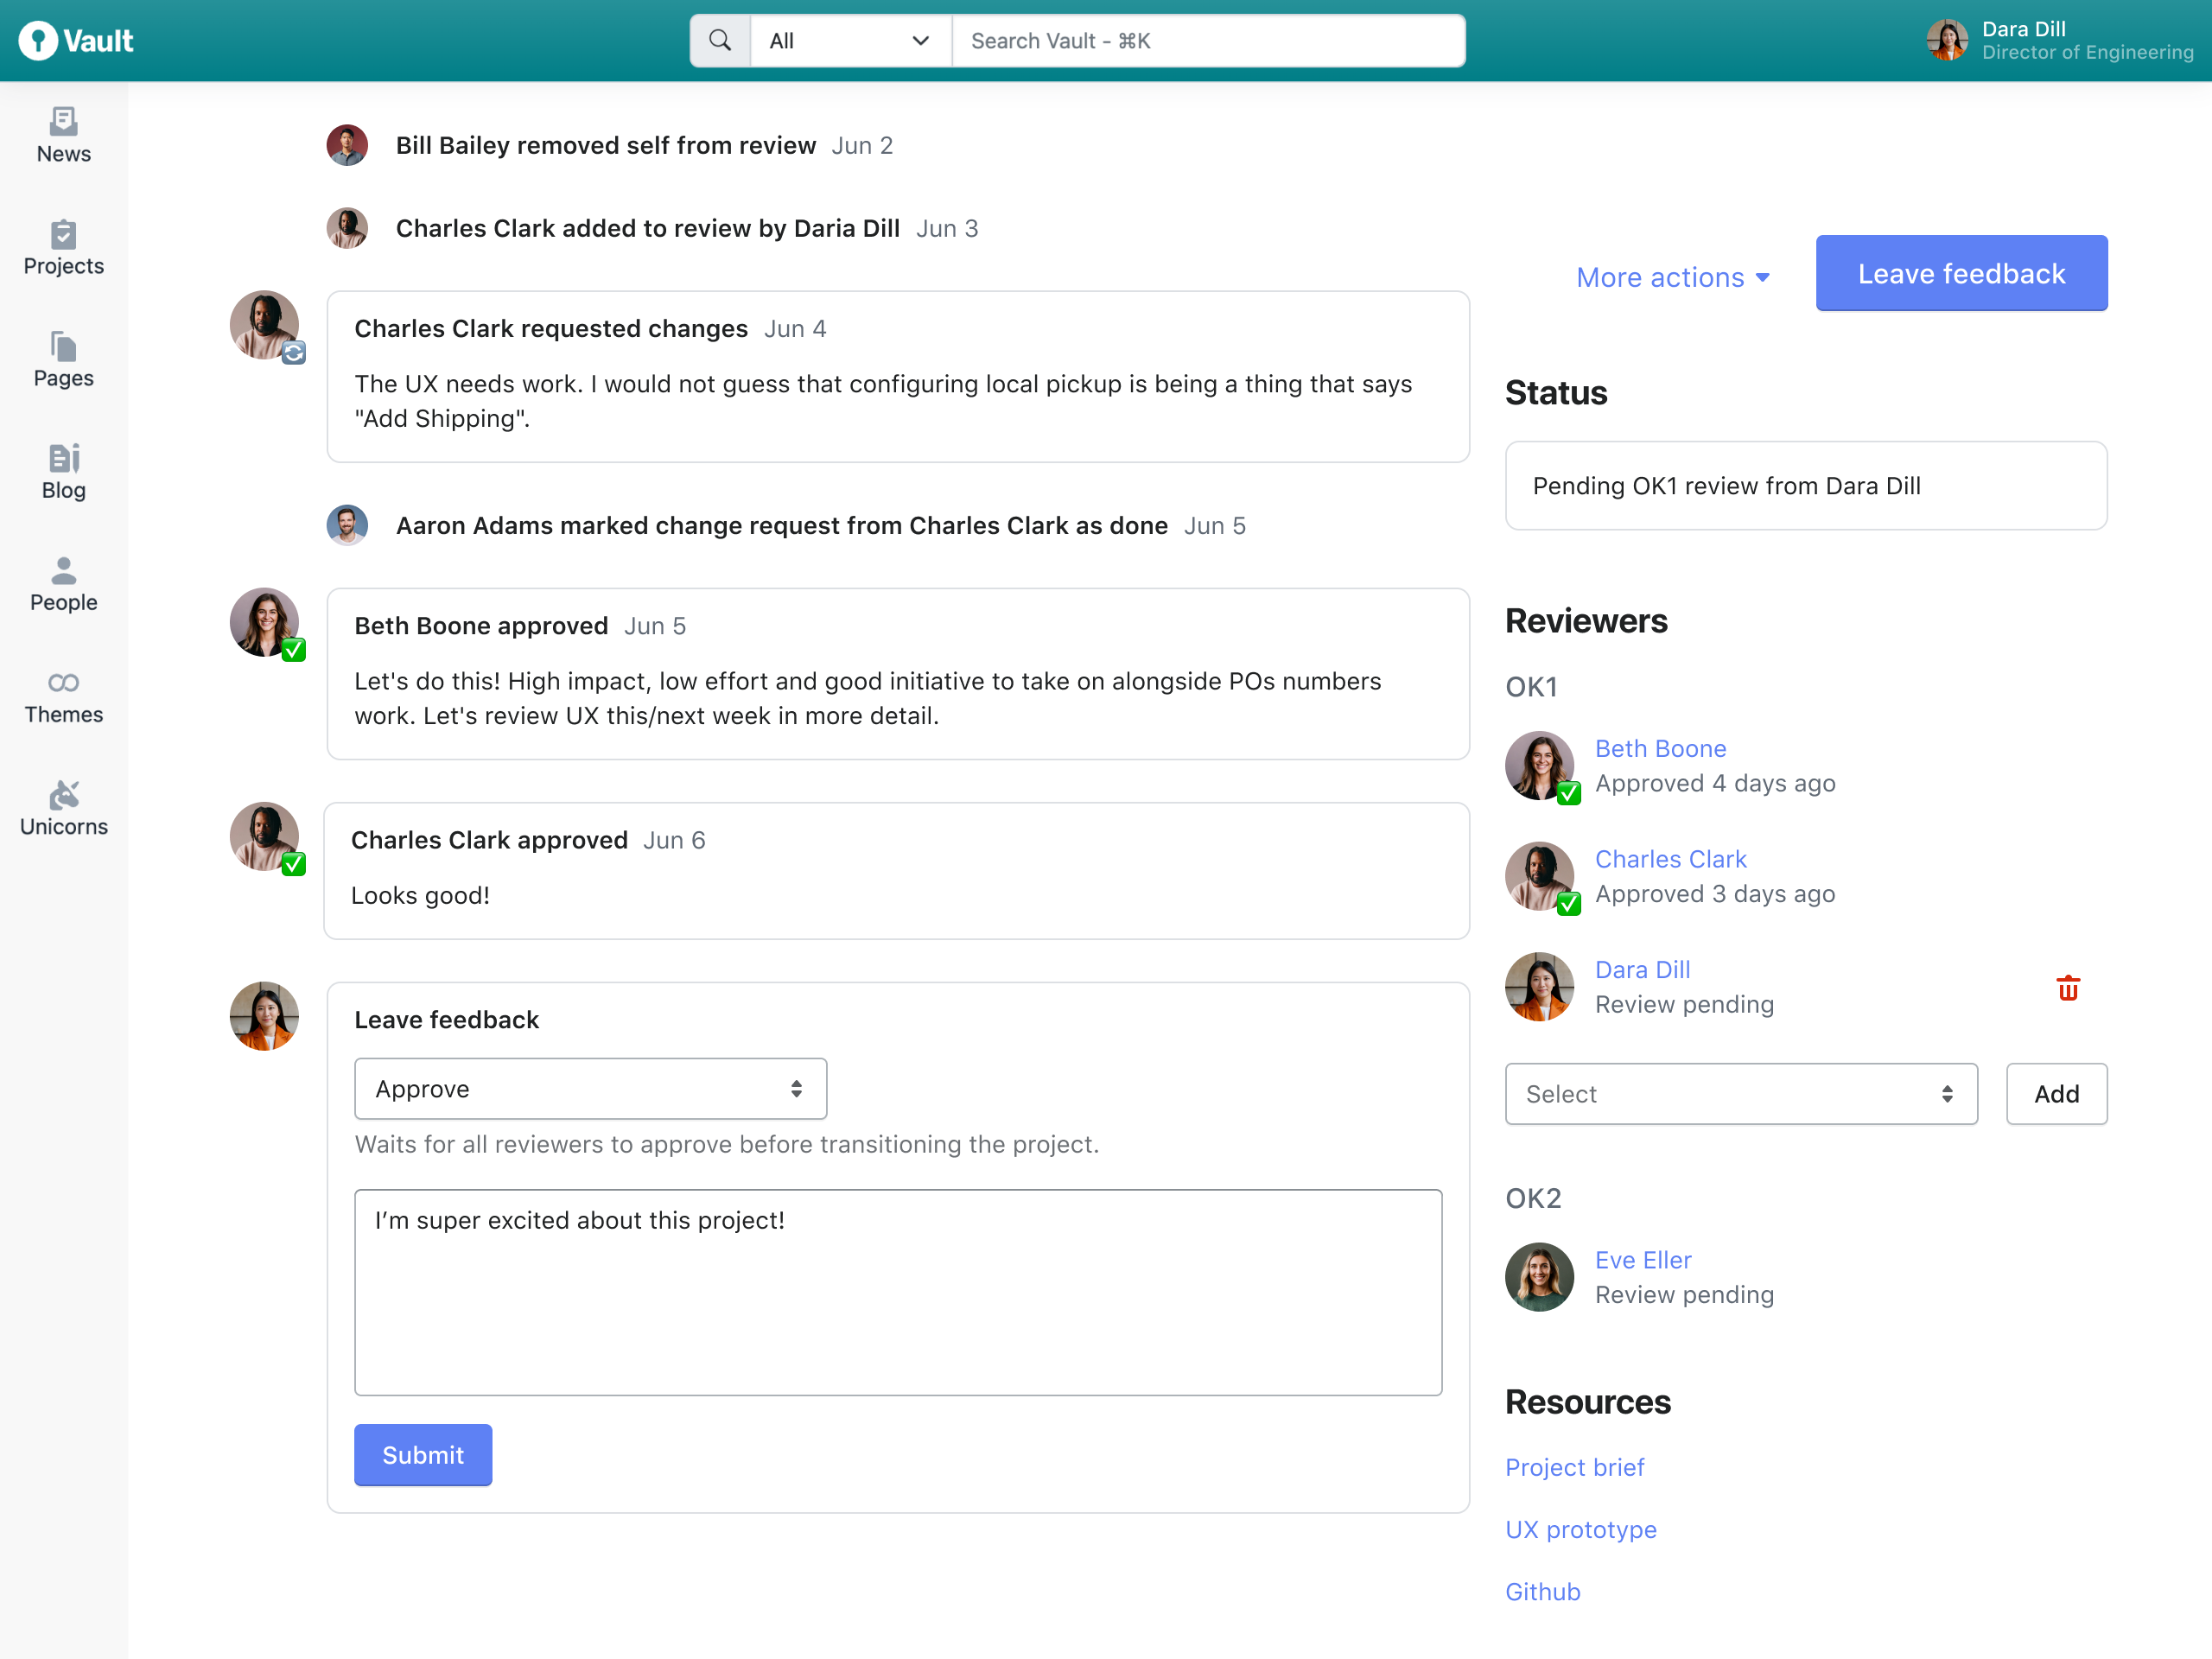 Vault
All
Search Vault - ⌘K
Dara Dill
Director of Engineering
News
Projects
Pages
Blog
People
Themes
Unicorns
Bill Bailey removed self from review Jun 2
Charles Clark added to review by Daria Dill Jun 3
Charles Clark requested changes Jun 4
The UX needs work. I would not guess that configuring local pickup is being a thing that says
"Add Shipping".
Aaron Adams marked change request from Charles Clark as done Jun 5
Beth Boone approved Jun 5
Let's do this! High impact, low effort and good initiative to take on alongside POs numbers
work. Let's review UX this/next week in more detail.
Charles Clark approved Jun 6
Looks good!
Leave feedback
Approve
Waits for all reviewers to approve before transitioning the project.
I’m super excited about this project!
Submit
More actions
Leave feedback
Status
Pending OK1 review from Dara Dill
Reviewers
OK1
Beth Boone
Approved 4 days ago
Charles Clark
Approved 3 days ago
Dara Dill
Review pending
Select
Add
OK2
Eve Eller
Review pending
Resources
Project brief
UX prototype
Github